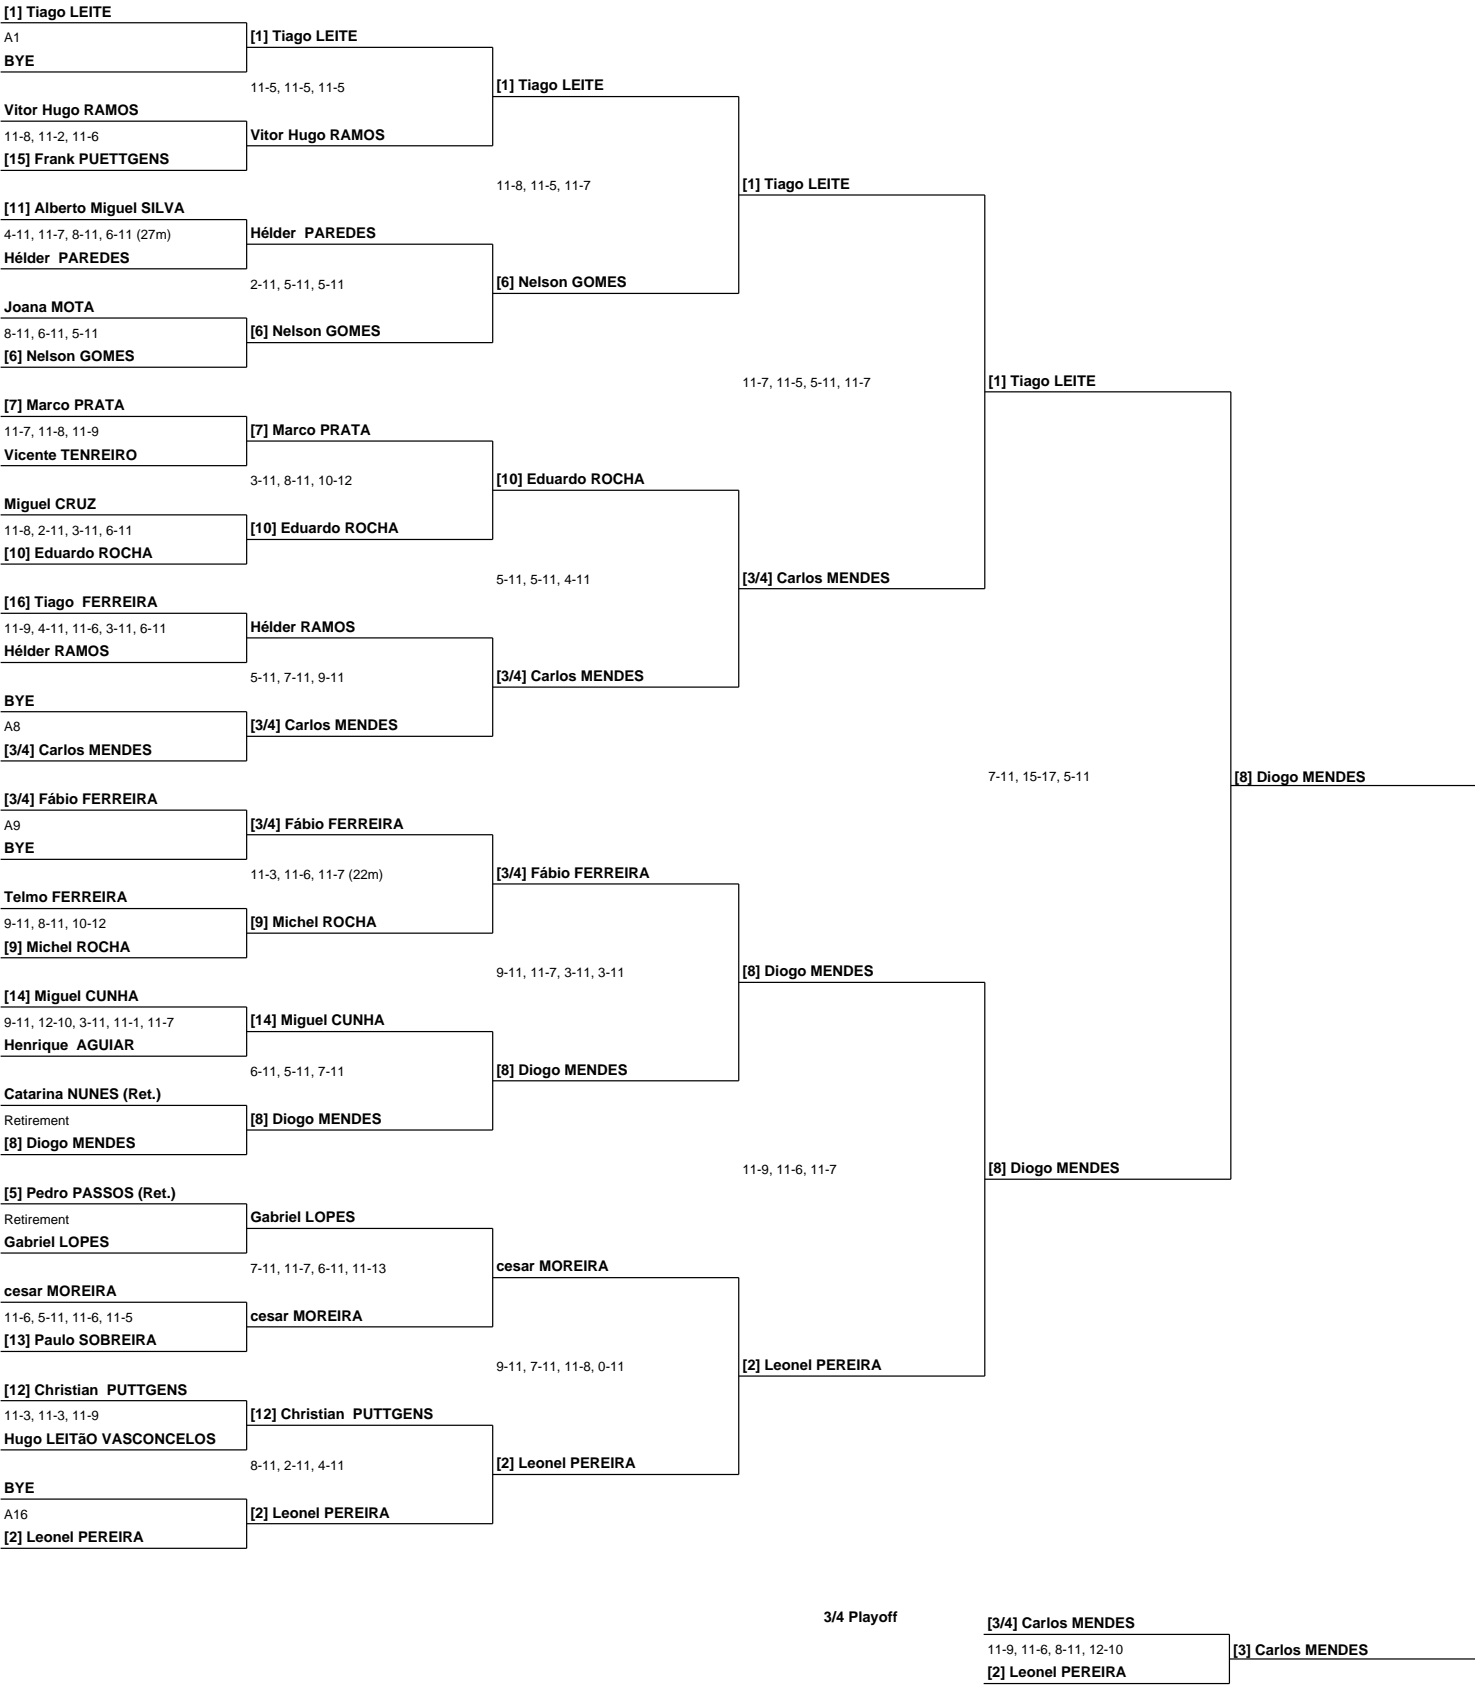 [1] Tiago LEITE
A1
BYE
Vitor Hugo RAMOS
11-8, 11-2, 11-6
[15] Frank PUETTGENS
[11] Alberto Miguel SILVA
4-11, 11-7, 8-11, 6-11 (27m)
Hélder  PAREDES
Joana MOTA
8-11, 6-11, 5-11
[6] Nelson GOMES
[7] Marco PRATA
11-7, 11-8, 11-9
Vicente TENREIRO
Miguel CRUZ
11-8, 2-11, 3-11, 6-11
[10] Eduardo ROCHA
[16] Tiago  FERREIRA
11-9, 4-11, 11-6, 3-11, 6-11
Hélder RAMOS
BYE
A8
[3/4] Carlos MENDES
[3/4] Fábio FERREIRA
A9
BYE
Telmo FERREIRA
9-11, 8-11, 10-12
[9] Michel ROCHA
[14] Miguel CUNHA
9-11, 12-10, 3-11, 11-1, 11-7
Henrique  AGUIAR
Catarina NUNES (Ret.)
Retirement
[8] Diogo MENDES
[5] Pedro PASSOS (Ret.)
Retirement
Gabriel LOPES
cesar MOREIRA
11-6, 5-11, 11-6, 11-5
[13] Paulo SOBREIRA
[12] Christian  PUTTGENS
11-3, 11-3, 11-9
Hugo LEITãO VASCONCELOS
BYE
A16
[2] Leonel PEREIRA
[1] Tiago LEITE
11-5, 11-5, 11-5
Vitor Hugo RAMOS
Hélder  PAREDES
2-11, 5-11, 5-11
[6] Nelson GOMES
[7] Marco PRATA
3-11, 8-11, 10-12
[10] Eduardo ROCHA
Hélder RAMOS
5-11, 7-11, 9-11
[3/4] Carlos MENDES
[3/4] Fábio FERREIRA
11-3, 11-6, 11-7 (22m)
[9] Michel ROCHA
[14] Miguel CUNHA
6-11, 5-11, 7-11
[8] Diogo MENDES
Gabriel LOPES
7-11, 11-7, 6-11, 11-13
cesar MOREIRA
[12] Christian  PUTTGENS
8-11, 2-11, 4-11
[2] Leonel PEREIRA
[1] Tiago LEITE
11-8, 11-5, 11-7
[6] Nelson GOMES
[10] Eduardo ROCHA
5-11, 5-11, 4-11
[3/4] Carlos MENDES
[3/4] Fábio FERREIRA
9-11, 11-7, 3-11, 3-11
[8] Diogo MENDES
cesar MOREIRA
9-11, 7-11, 11-8, 0-11
[2] Leonel PEREIRA
[1] Tiago LEITE
11-7, 11-5, 5-11, 11-7
[3/4] Carlos MENDES
[8] Diogo MENDES
11-9, 11-6, 11-7
[2] Leonel PEREIRA
[1] Tiago LEITE
7-11, 15-17, 5-11
[8] Diogo MENDES
[8] Diogo MENDES
3/4 Playoff
[3/4] Carlos MENDES
11-9, 11-6, 8-11, 12-10
[2] Leonel PEREIRA
[3] Carlos MENDES